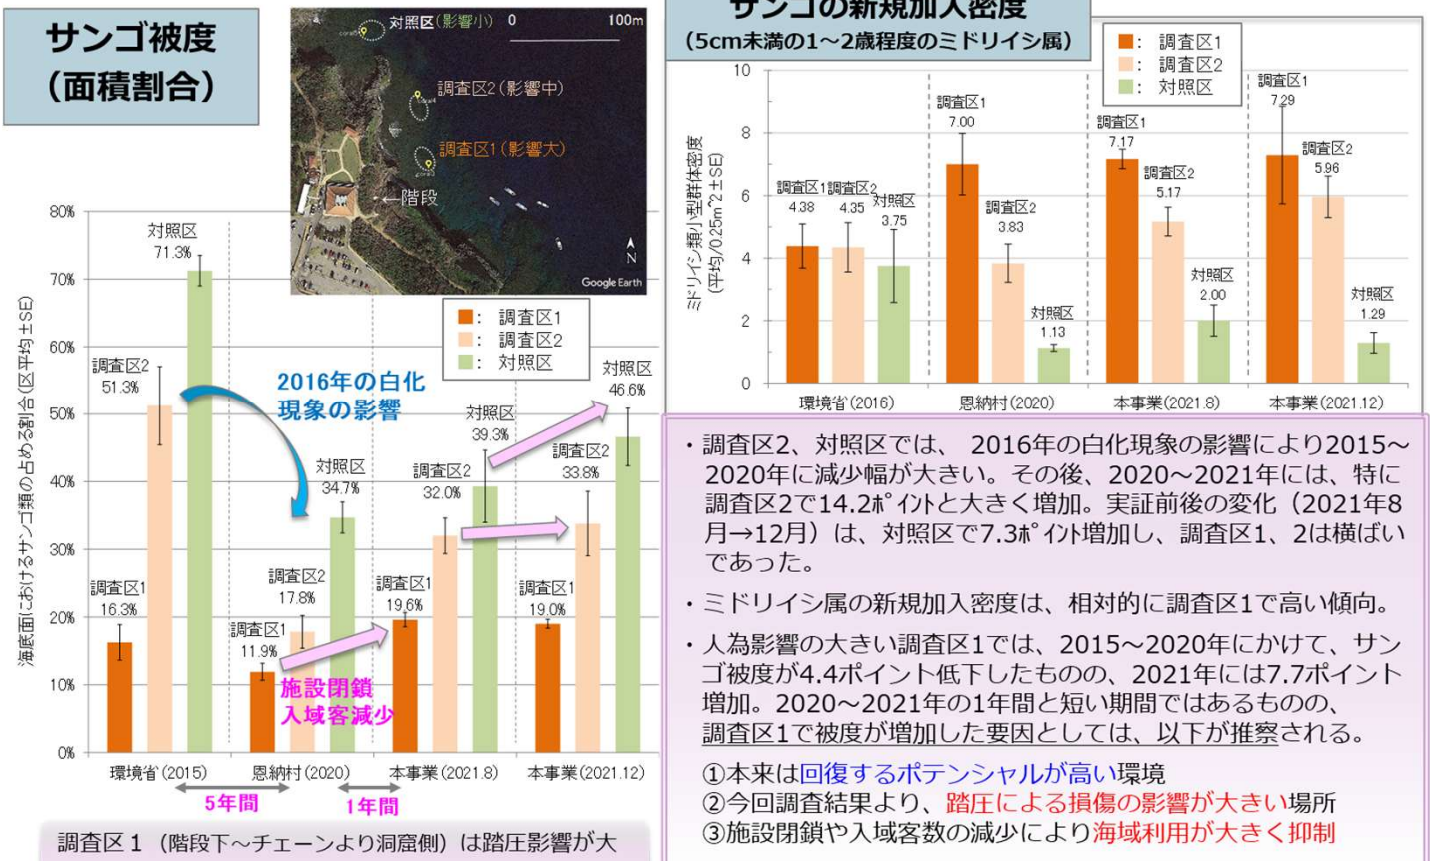 サンゴ被度
（面積割合）
対照区(影響小)
0
100m
調査区2(影響中)
調査区1(影響大)
←階段
N
Google Earth
海底面におけるサンゴ類の占める割合(区平均±SE)
80%
70%
60%
50%
40%
30%
20%
10%
0%
■： 調査区1
■： 調査区2
■： 対照区
調査区1
16.3%
調査区2
51.3%
対照区
71.3%
2016年の白化
現象の影響
調査区1
11.9%
調査区2
17.8%
対照区
34.7%
施設閉鎖
入域客減少
調査区1
19.6%
調査区2
32.0%
対照区
39.3%
調査区1
19.0%
調査区2
33.8%
対照区
46.6%
環境省(2015)
恩納村(2020)
本事業(2021.8)
本事業(2021.12)
5年間
1年間
調査区１（階段下～チェーンより洞窟側）は踏圧影響が大
サンゴの新規加入密度
（5cm未満の1～2歳程度のミドリイシ属）
■： 調査区1
■： 調査区2
■： 対照区
ミドリイシ類小型群体密度
(平均/0.25m^2±SE)
10
8
6
4
2
0
調査区1
4.38
調査区2
4.35
対照区
3.75
調査区1
7.00
調査区2
3.83
対照区
1.13
調査区1
7.17
調査区2
5.17
対照区
2.00
調査区1
7.29
調査区2
5.96
対照区
1.29
環境省(2016)
恩納村(2020)
本事業(2021.8)
本事業(2021.12)
・調査区2、対照区では、 2016年の白化現象の影響により2015～
2020年に減少幅が大きい。その後、2020～2021年には、特に
調査区2で14.2ﾎﾟｲﾝﾄと大きく増加。実証前後の変化（2021年8
月→12月）は、対照区で7.3ﾎﾟｲﾝﾄ増加し、調査区1、2は横ばい
であった。
・ミドリイシ属の新規加入密度は、相対的に調査区1で高い傾向。
・人為影響の大きい調査区1では、2015～2020年にかけて、サン
ゴ被度が4.4ポイント低下したものの、2021年には7.7ポイント
増加。2020～2021年の1年間と短い期間ではあるものの、
調査区1で被度が増加した要因としては、以下が推察される。
①本来は回復するポテンシャルが高い環境
②今回調査結果より、踏圧による損傷の影響が大きい場所
③施設閉鎖や入域客数の減少により海域利用が大きく抑制